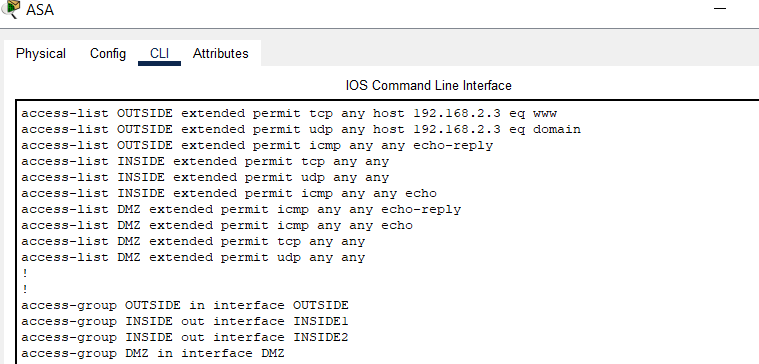 ASA
Physical Config CLI Attributes
IOS Command Line Interface
access-list OUTSIDE extended permit tcp any host 192.168.2.3 eq www
access-list OUTSIDE extended permit udp any host 192.168.2.3 eq domain
access-list OUTSIDE extended permit icmp any any echo-reply
access-list INSIDE extended permit tcp any any
access-list INSIDE extended permit udp any any
access-list INSIDE extended permit icmp any any echo
access-list DMZ extended permit icmp any any echo-reply
access-list DMZ extended permit icmp any any echo
access-list DMZ extended permit tcp any any
access-list DMZ extended permit udp any any
!
!
access-group OUTSIDE in interface OUTSIDE
access-group INSIDE out interface INSIDE1
access-group INSIDE out interface INSIDE2
access-group DMZ in interface DMZ